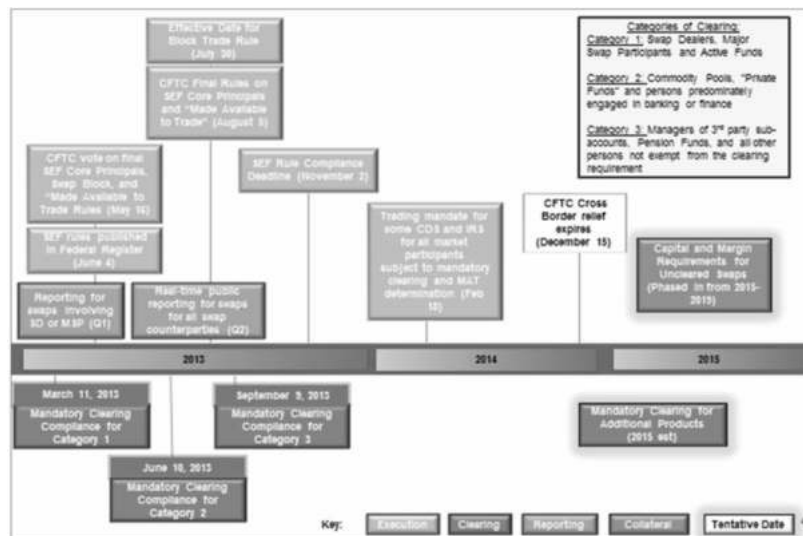 Effective Date for
Block Trade Rule
(July 30)
CFTC Final Rules on
SEF Core Principals
and "Made Available
to Trade" (August 5)
CFTC vote on final
SEF Core Principals,
Swap Block, and
"Made Available to
Trade Rules (May 16)
SEF rules published
in Federal Register
(June 4)
Reporting for
swaps involving
SD or MSP (Q1)
Real-time public
reporting for swaps
for all swap
counterparties (Q2)
SEF Rule Compliance
Deadline (November 2)
Trading mandate for
some CDS and IRS
for all market
participants
subject to mandatory
clearing and MAT
determination (Feb
CFTC Cross
Border relief
expires
(December 15)
Categories of Clearing:
Category 1: Swap Dealers, Major
Swap Participants and Active Funds
Category 2: Commodity Pools, "Private
Funds" and persons predominately
engaged in banking or finance
Category 3: Managers of 3rd party sub-
accounts, Pension Funds, and all other
persons not exempt from the clearing
requirement
Capital and Margin
Requirements for
Uncleared Swaps
(Phased in from 2015-
2019)
2013
2014
2015
March 11, 2013
Mandatory Clearing
Compliance for
Category 1
June 10, 2013
Mandatory Clearing
Compliance for
Category 2
September 9, 2013
Mandatory Clearing
Compliance for
Category 3
Mandatory Clearing for
Additional Products
(2015 est)
Key:
Execution
Clearing
Reporting
Collateral
Tentative Date